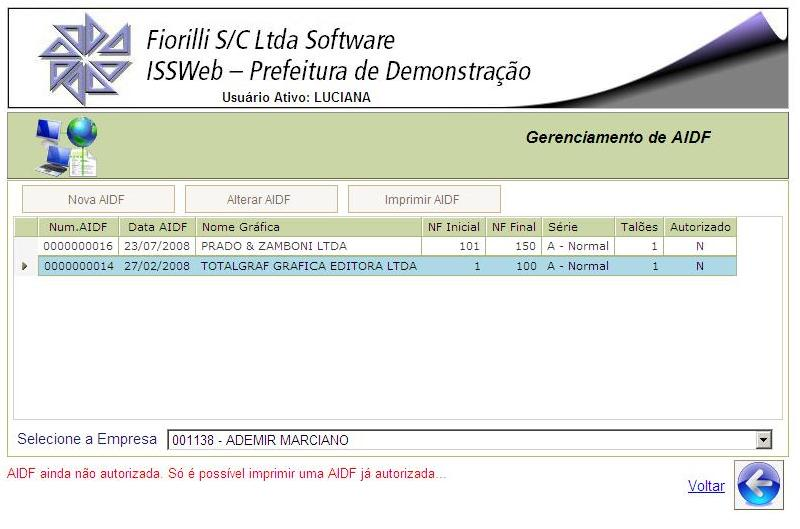 Fiorilli S/C Ltda Software
ISSWeb – Prefeitura de Demonstração
Usuário Ativo: LUCIANA
Gerenciamento de AIDF
Nova AIDF Alterar AIDF Imprimir AIDF
Num.AIDF Data AIDF Nome Gráfica NF Inicial NF Final Série Talões Autorizado
0000000016 23/07/2008 PRADO & ZAMBONI LTDA 101 150 A - Normal 1 N
0000000014 27/02/2008 TOTALGRAF GRAFICA EDITORA LTDA 1 100 A - Normal 1 N
Selecione a Empresa 001138 - ADEMIR MARCIANO
AIDF ainda não autorizada. Só é possível imprimir uma AIDF já autorizada...
Voltar